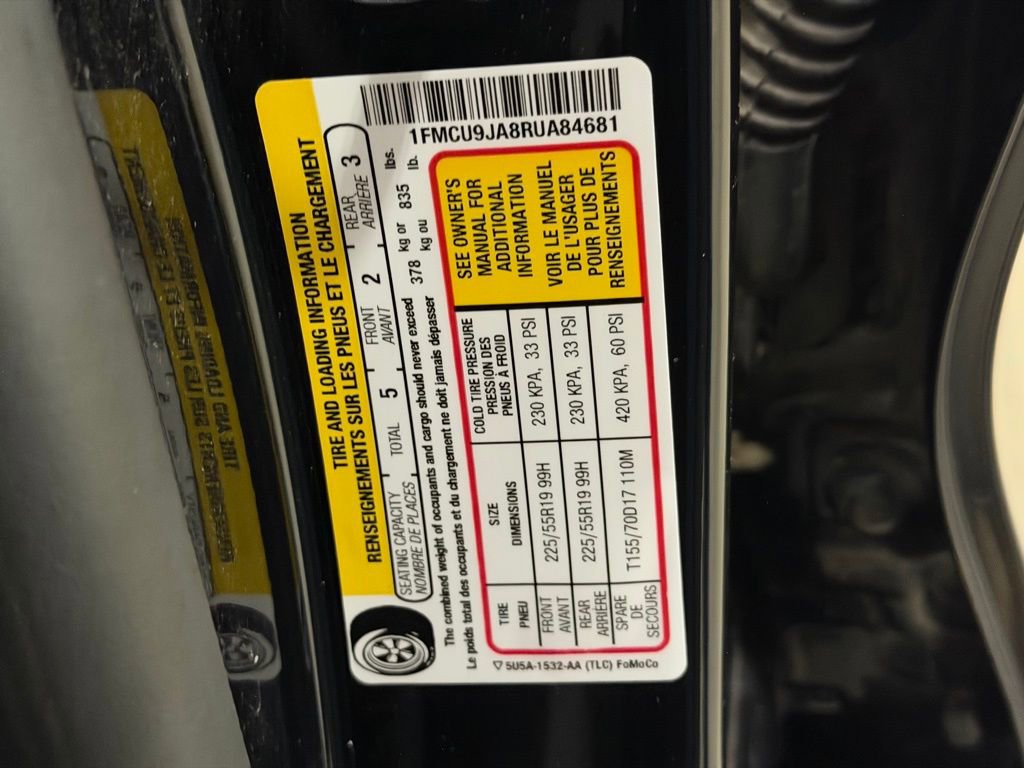 TIRE AND LOADING INFORMATION
RENSEIGNEMENTS SUR LES PNEUS ET LE CHARGEMENT
SEATING CAPACITY TOTAL 5 FRONT 2 REAR 3
NOMBRE DE PLACES AVANT ARRIÈRE
The combined weight of occupants and cargo should never exceed 378 kg or 835 lbs.
Le poids total des occupants et du chargement ne doit jamais dépasser kg ou lb.
TIRE SIZE COLD TIRE PRESSURE
PNEU DIMENSIONS PRESSION DES
PNEUS À FROID
FRONT 225/55R19 99H 230 KPA, 33 PSI
AVANT
REAR 225/55R19 99H 230 KPA, 33 PSI
ARRIÈRE
SPARE T155/70D17 110M 420 KPA, 60 PSI
DE
SECOURS
SEE OWNER'S
MANUAL FOR
ADDITIONAL
INFORMATION
VOIR LE MANUEL
DE L'USAGER
POUR PLUS DE
RENSEIGNEMENTS
5U5A-1532-AA (TLC) FoMoCo
1FMCU9JA8RUA84681